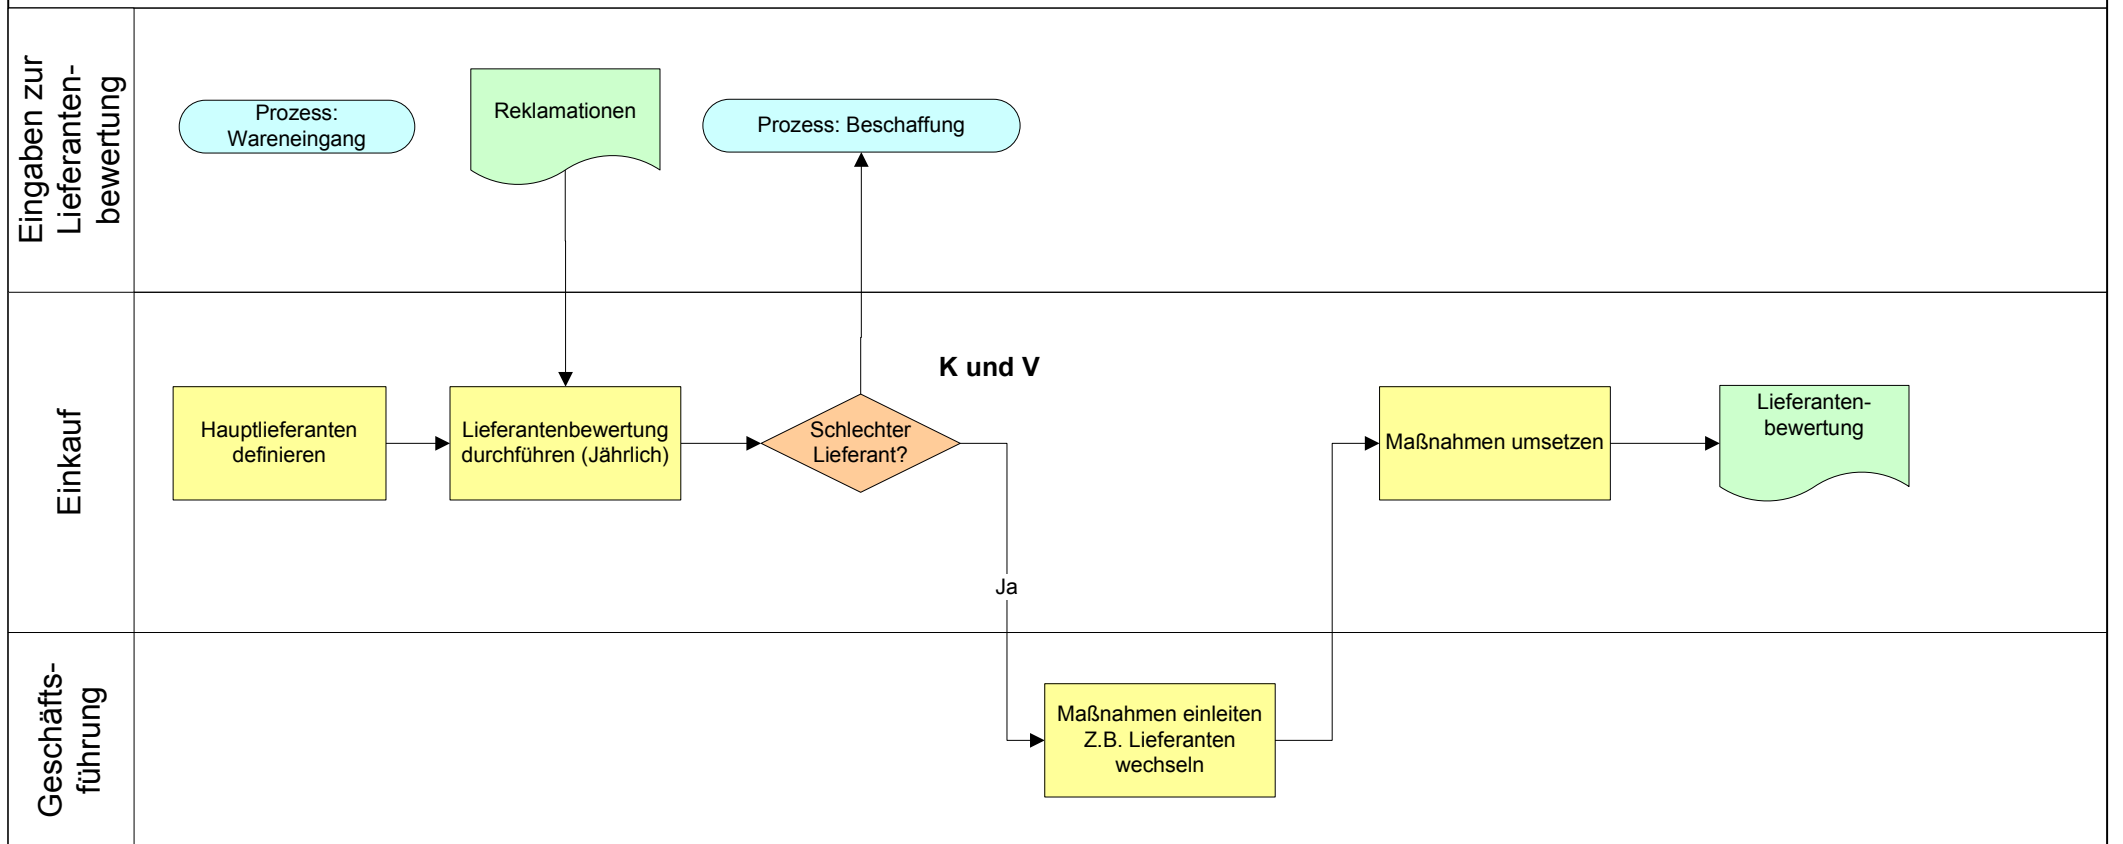 Eingaben zur
Lieferanten-
bewertung
Prozess:
Wareneingang
Reklamationen
Prozess: Beschaffung
Einkauf
K und V
Hauptlieferanten
definieren
Lieferantenbewertung
durchführen (Jährlich)
Schlechter
Lieferant?
Maßnahmen umsetzen
Lieferanten-
bewertung
Ja
Geschäfts-
führung
Maßnahmen einleiten
Z.B. Lieferanten
wechseln